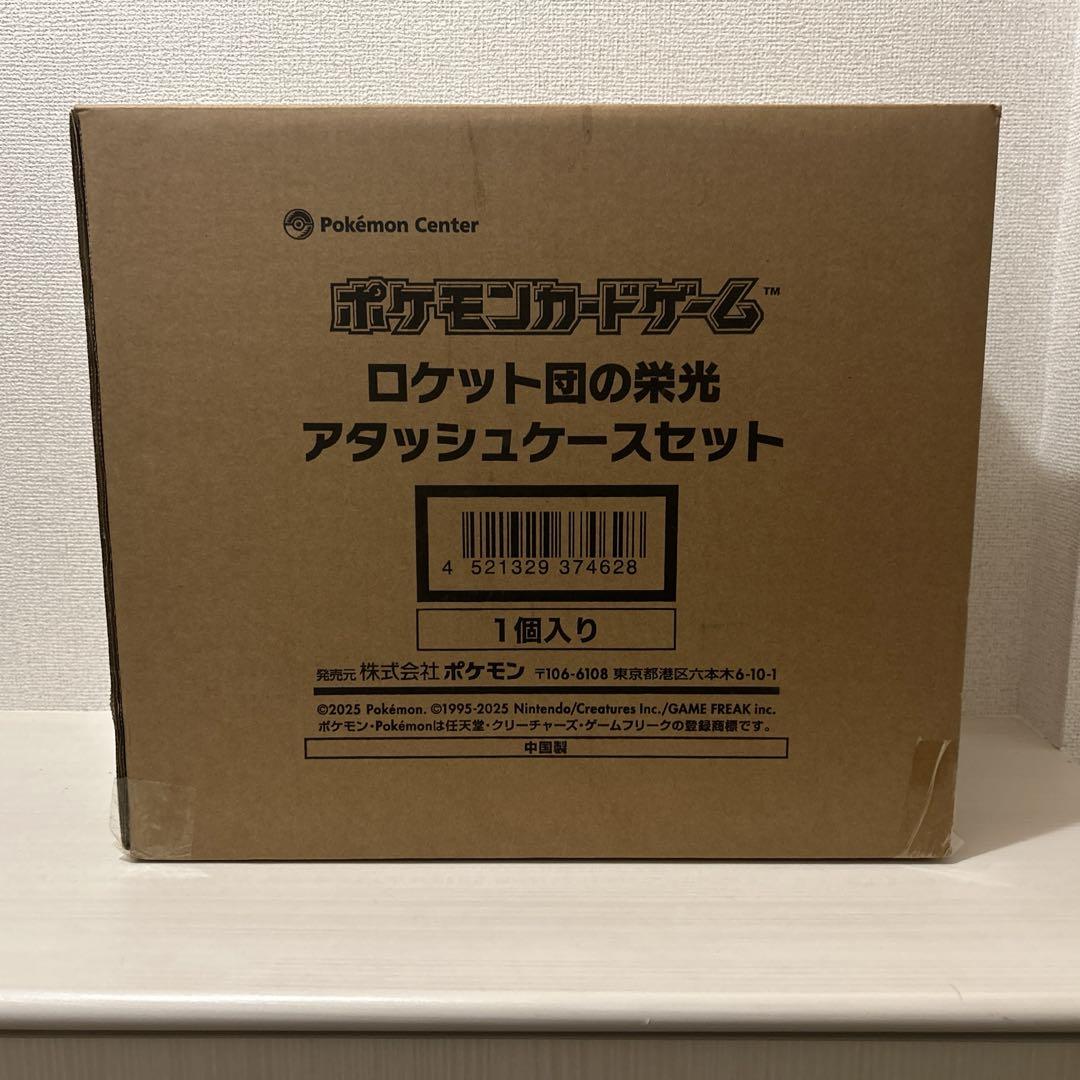 Pokémon Center
ポケモンカードゲーム™
ロケット団の栄光
アタッシュケースセット
4 521329 374628
1個入り
発売元 株式会社 ポケモン 〒106-6108 東京都港区六本木6-10-1
©2025 Pokémon. ©1995-2025 Nintendo/Creatures Inc./GAME FREAK inc.
ポケモン・Pokémonは任天堂・クリーチャーズ・ゲームフリークの登録商標です。
中国製